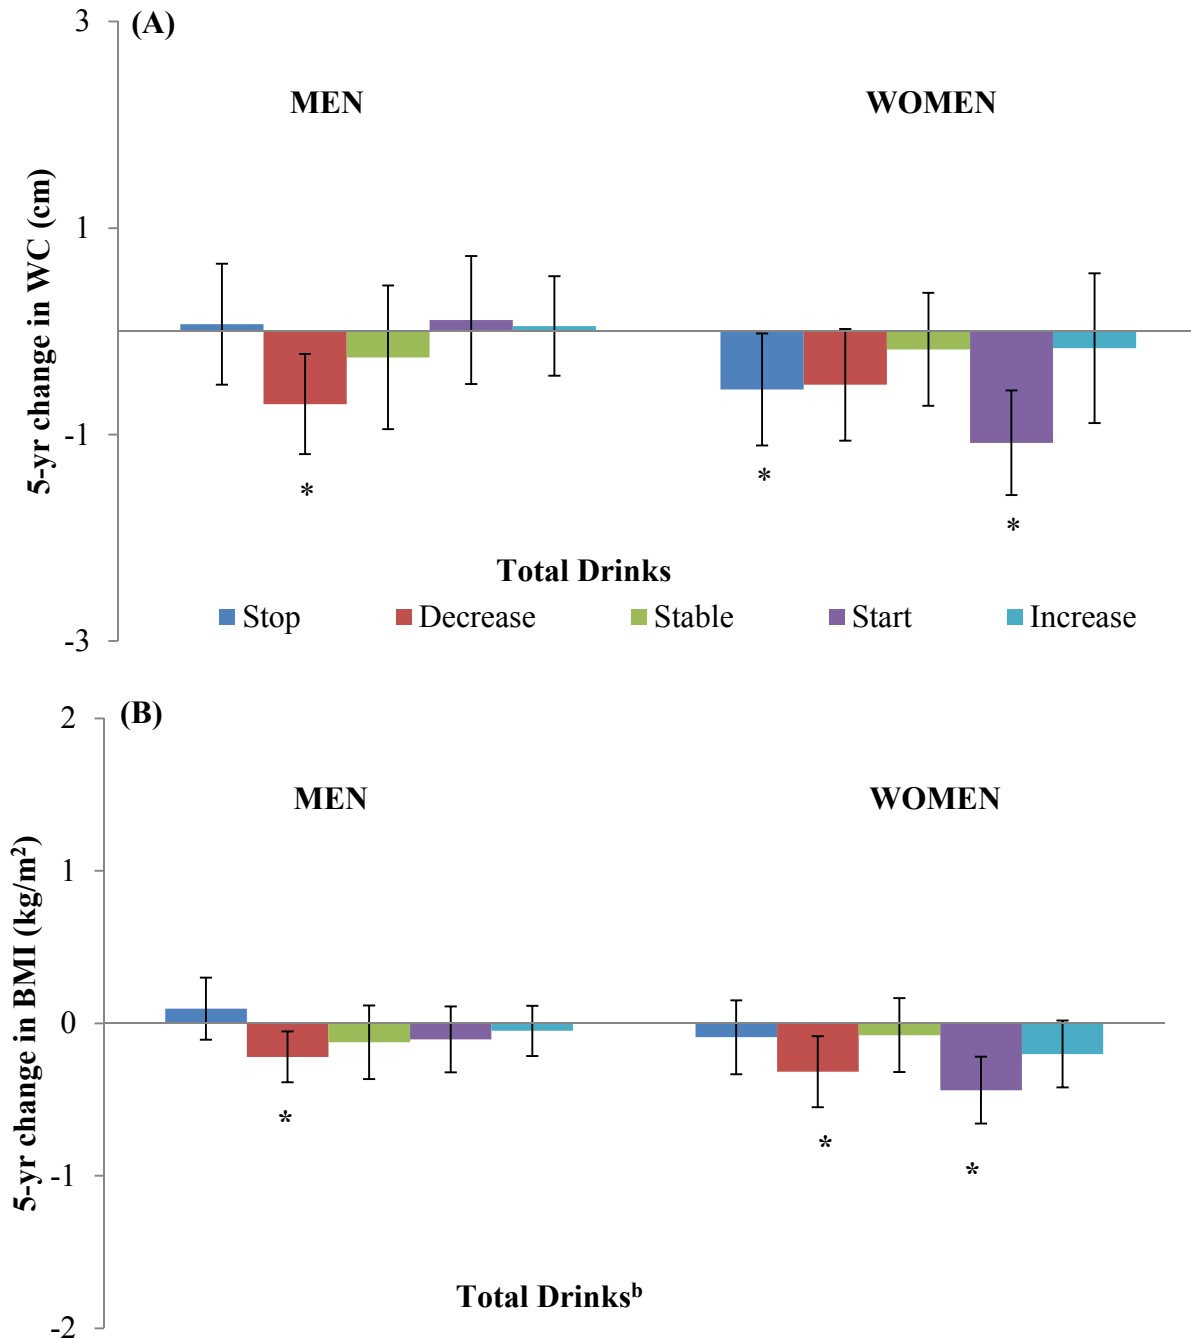 (A)
3
MEN
WOMEN
5-yr change in WC (cm)
1
-1
*
*
*
Total Drinks
Stop Decrease Stable Start Increase
-3
(B)
2
MEN
WOMEN
5-yr change in BMI (kg/m²)
1
0
*
*
*
-1
Total Drinksᵇ
-2